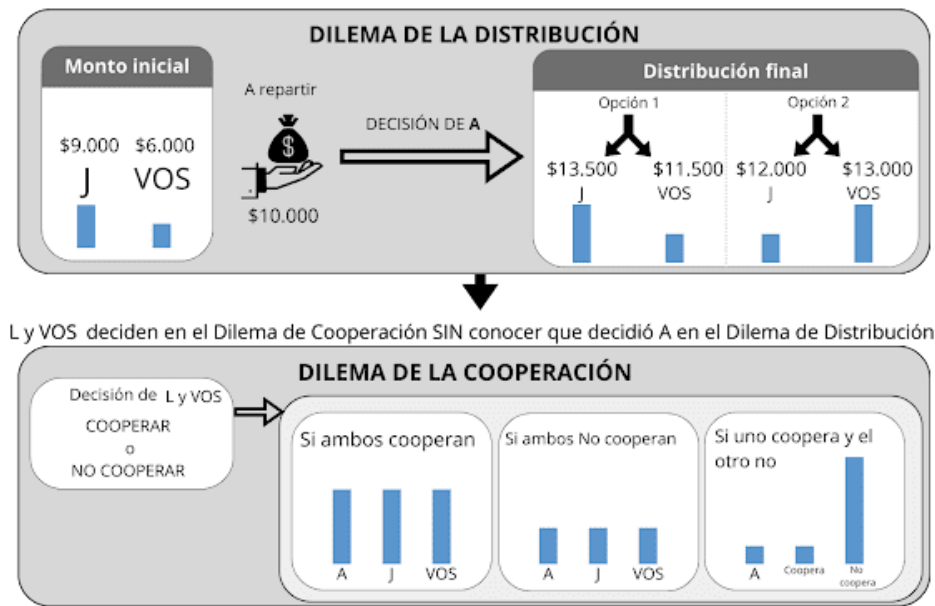 DILEMA DE LA DISTRIBUCIÓN
Monto inicial
$9.000 $6.000
J VOS
A repartir
$
$10.000
DECISIÓN DE A
Distribución final
Opción 1 Opción 2
$13.500 $11.500 $12.000 $13.000
J VOS J VOS
L y VOS deciden en el Dilema de Cooperación SIN conocer que decidió A en el Dilema de Distribución
DILEMA DE LA COOPERACIÓN
Decisión de L y VOS
COOPERAR
o
NO COOPERAR
Si ambos cooperan
A J VOS
Si ambos No cooperan
A J VOS
Si uno coopera y el
otro no
A Coopera No
coopera